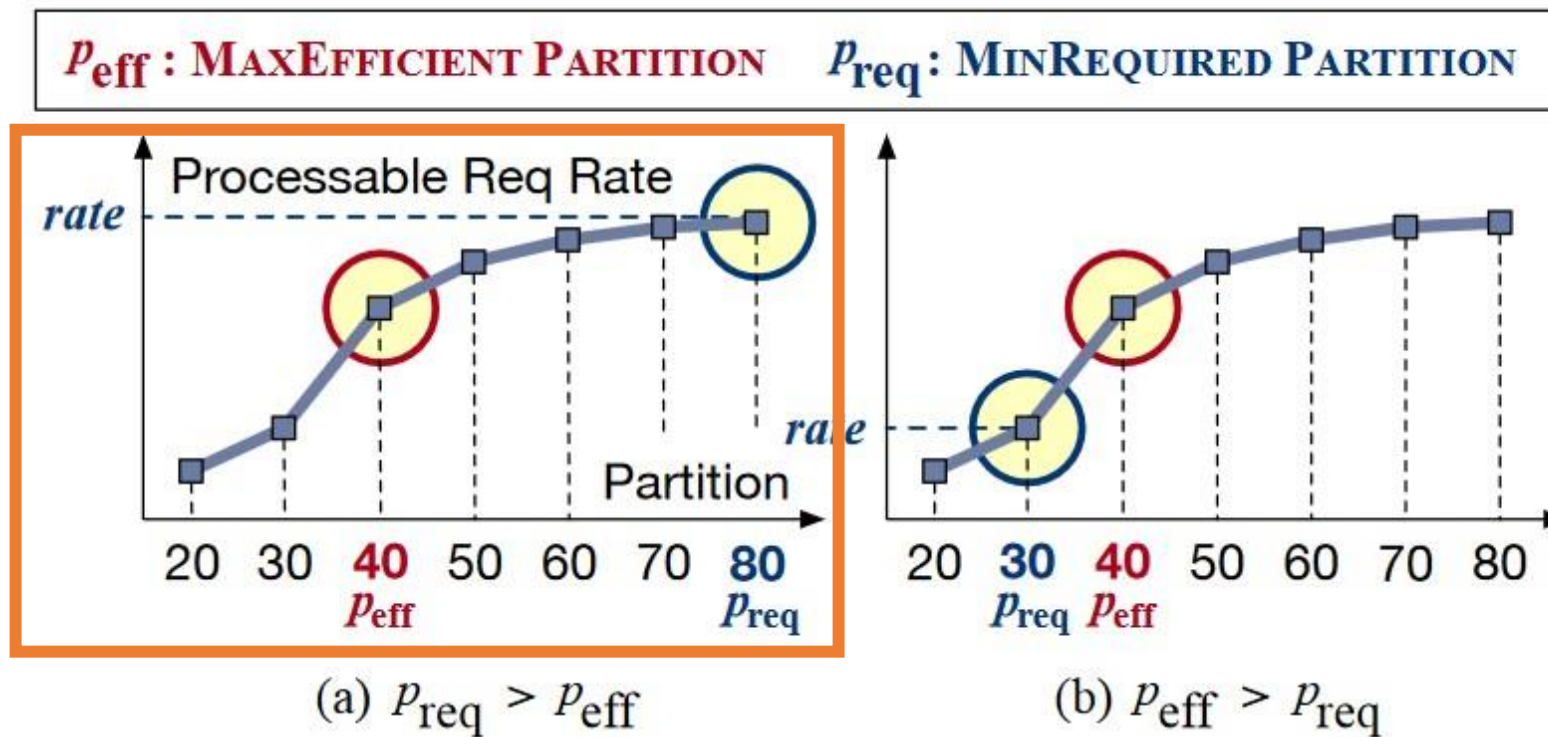 p_eff : MAXEFFICIENT PARTITION p_req : MINREQUIRED PARTITION
Processable Req Rate
rate
Partition
20 30 40 50 60 70 80
p_eff p_req
(a) p_req > p_eff
rate
20 30 40 50 60 70 80
p_req p_eff
(b) p_eff > p_req